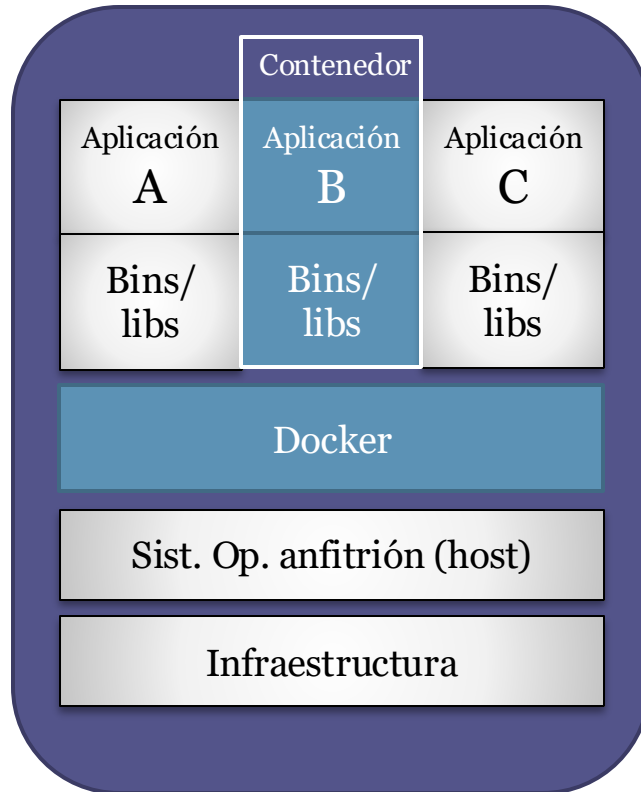 Contenedor
Aplicación
A
Aplicación
B
Aplicación
C
Bins/
libs
Bins/
libs
Bins/
libs
Docker
Sist. Op. anfitrión (host)
Infraestructura